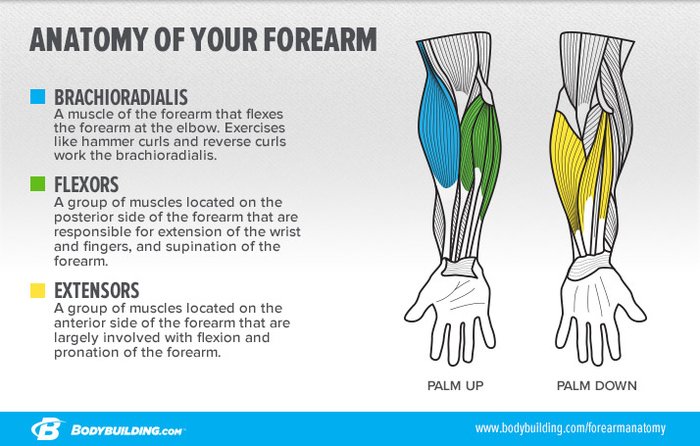 ANATOMY OF YOUR FOREARM
BRACHIORADIALIS
A muscle of the forearm that flexes
the forearm at the elbow. Exercises
like hammer curls and reverse curls
work the brachioradialis.
FLEXORS
A group of muscles located on the
posterior side of the forearm that are
responsible for extension of the wrist
and fingers, and supination of the
forearm.
EXTENSORS
A group of muscles located on the
anterior side of the forearm that are
largely involved with flexion and
pronation of the forearm.
PALM UP
PALM DOWN
B BODYBUILDING.COM
www.bodybuilding.com/forearmanatomy